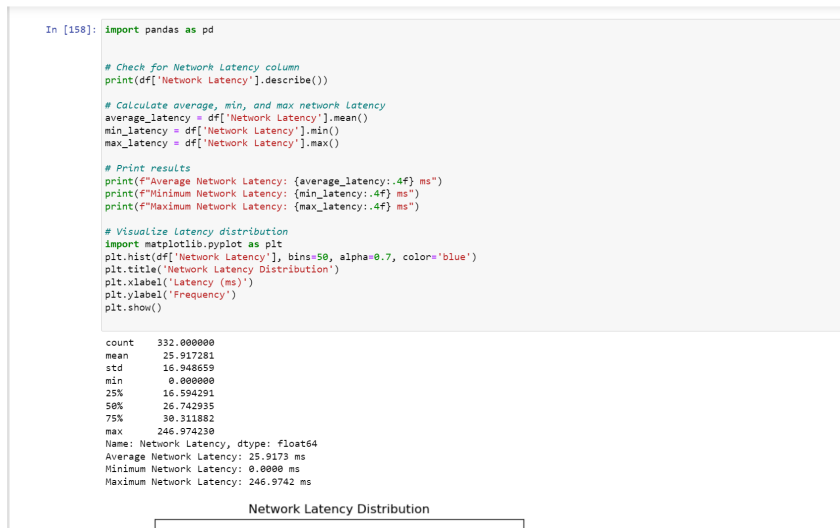 In [158]: import pandas as pd
# Check for Network Latency column
print(df['Network Latency'].describe())
# Calculate average, min, and max network latency
average_latency = df['Network Latency'].mean()
min_latency = df['Network Latency'].min()
max_latency = df['Network Latency'].max()
# Print results
print(f"Average Network Latency: {average_latency:.4f} ms")
print(f"Minimum Network Latency: {min_latency:.4f} ms")
print(f"Maximum Network Latency: {max_latency:.4f} ms")
# Visualize latency distribution
import matplotlib.pyplot as plt
plt.hist(df['Network Latency'], bins=50, alpha=0.7, color='blue')
plt.title('Network Latency Distribution')
plt.xlabel('Latency (ms)')
plt.ylabel('Frequency')
plt.show()
count 332.000000
mean 25.917281
std 16.948659
min 0.000000
25% 16.594291
50% 26.742935
75% 30.311882
max 246.974230
Name: Network Latency, dtype: float64
Average Network Latency: 25.9173 ms
Minimum Network Latency: 0.0000 ms
Maximum Network Latency: 246.9742 ms
Network Latency Distribution